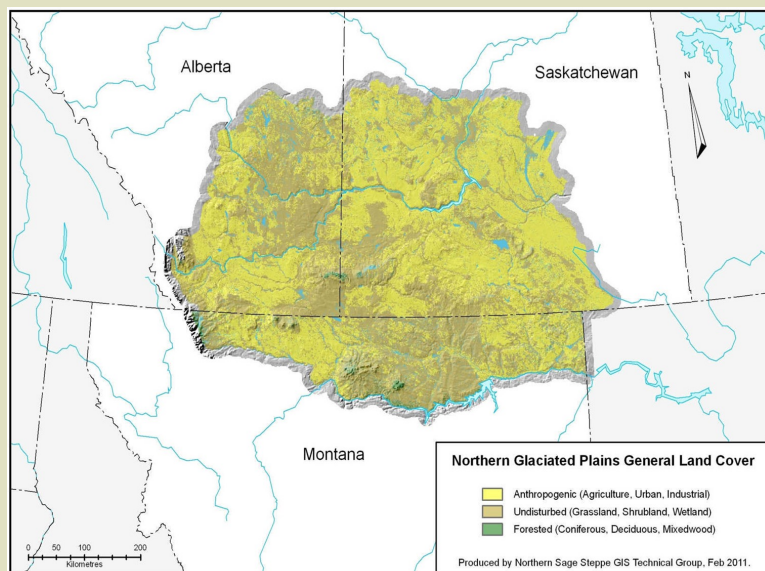 Alberta
Saskatchewan
N
Montana
Northern Glaciated Plains General Land Cover
Anthropogenic (Agriculture, Urban, Industrial)
Undisturbed (Grassland, Shrubland, Wetland)
Forested (Coniferous, Deciduous, Mixedwood)
0 50 100 200
Kilometres
Produced by Northern Sage Steppe GIS Technical Group, Feb 2011.